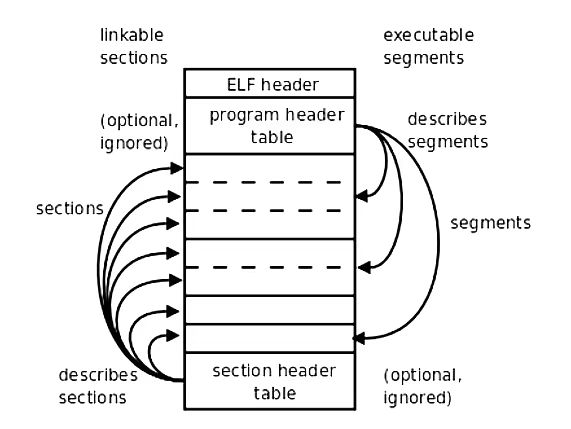 linkable
sections
executable
segments
ELF header
(optional,
ignored)
program header
table
describes
segments
sections
segments
describes
sections
section header
table
(optional,
ignored)